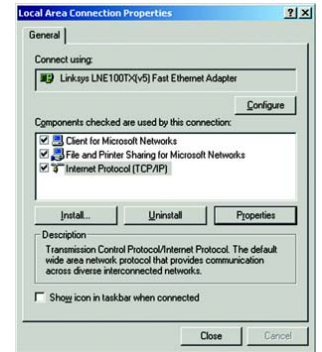 Local Area Connection Properties
General
Connect using:
Linksys LNE100TX(v5) Fast Ethernet Adapter
Configure
Components checked are used by this connection:
Client for Microsoft Networks
File and Printer Sharing for Microsoft Networks
Internet Protocol (TCP/IP)
Install... Uninstall Properties
Description
Transmission Control Protocol/Internet Protocol. The default
wide area network protocol that provides communication
across diverse interconnected networks.
Show icon in taskbar when connected
Close Cancel